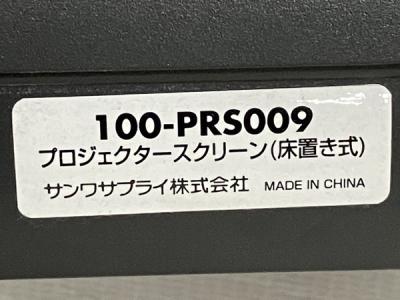 100-PRS009
プロジェクタースクリーン(床置き式)
サンワサプライ株式会社 MADE IN CHINA